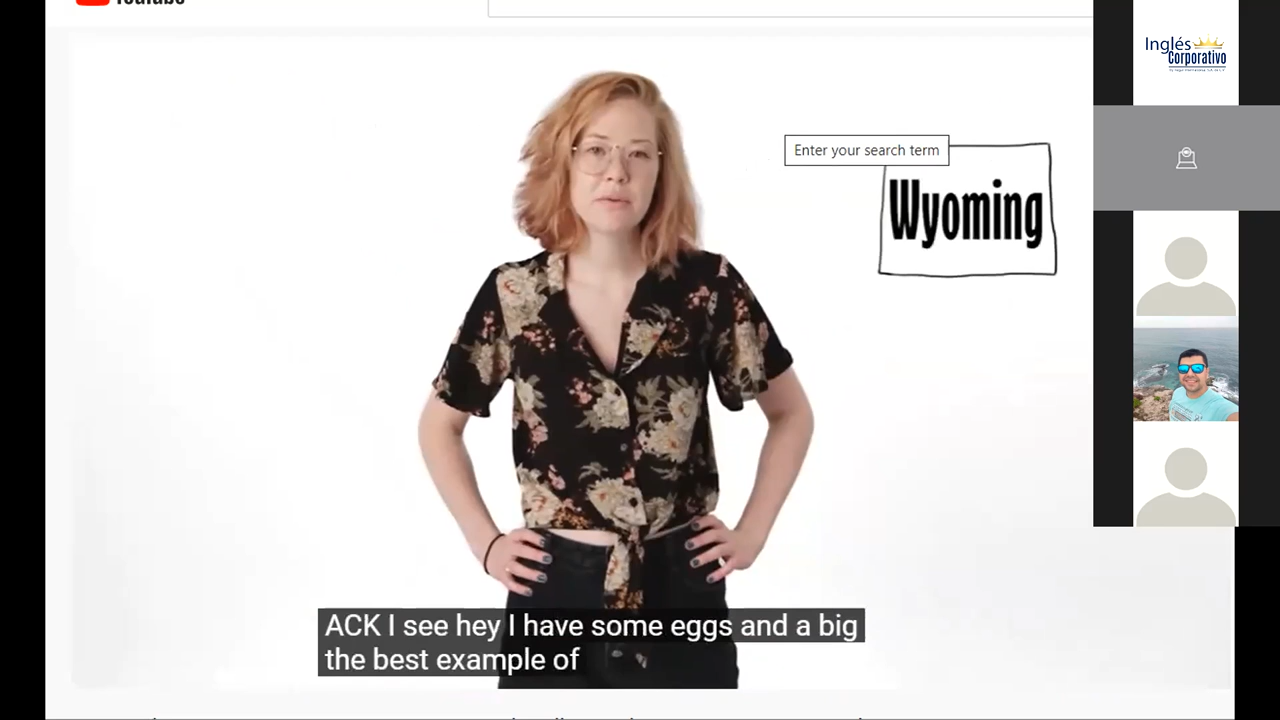 YouTube
Inglés
Corporativo
Enter your search term
Wyoming
ACK I see hey I have some eggs and a big
the best example of